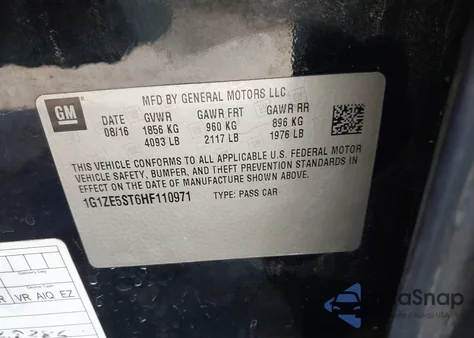 GM
MFD BY GENERAL MOTORS LLC
DATE GVWR GAWR FRT GAWR RR
08/16 1856 KG 960 KG 896 KG
4093 LB 2117 LB 1976 LB
THIS VEHICLE CONFORMS TO ALL APPLICABLE U.S. FEDERAL MOTOR
VEHICLE SAFETY, BUMPER, AND THEFT PREVENTION STANDARDS IN
EFFECT ON THE DATE OF MANUFACTURE SHOWN ABOVE.
1G1ZE5ST6HF110971 TYPE: PASS CAR
R VR AIQ EZ